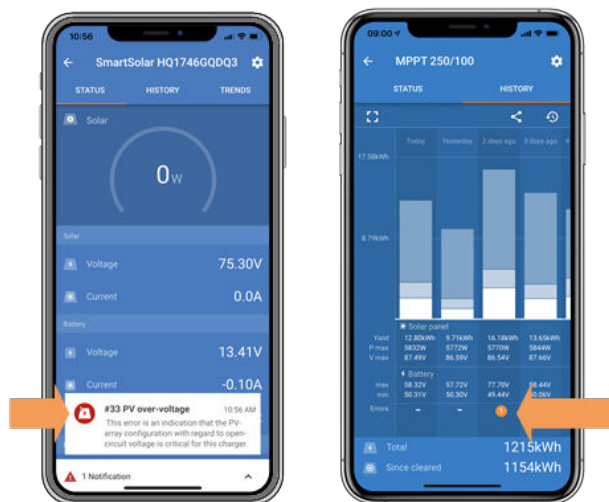 10:56
SmartSolar HQ1746GQDQ3
STATUS HISTORY TRENDS
Solar
0W
Solar
Voltage 75.30V
Current 0.0A
Battery
Voltage 13.41V
Current -0.10A
#33 PV over-voltage 10:56 AM
This error is an indication that the PV-
array configuration with regard to open-
circuit voltage is critical for this charger.
1 Notification
09:00
MPPT 250/100
STATUS HISTORY
Today Yesterday 2 days ago 3 days ago 4
17.58kWh
8.79kWh
Solar panel
Yield 12.80kWh 9.71kWh 16.18kWh 13.65kWh
P max 5832W 5772W 5770W 5844W
V max 87.49V 86.59V 86.54V 87.66V
Battery
max 58.32V 57.72V 77.70V 58.44V
min 50.31V 50.30V 49.44V 50.06V
Errors - - 1
Total 1215kWh
Since cleared 1154kWh